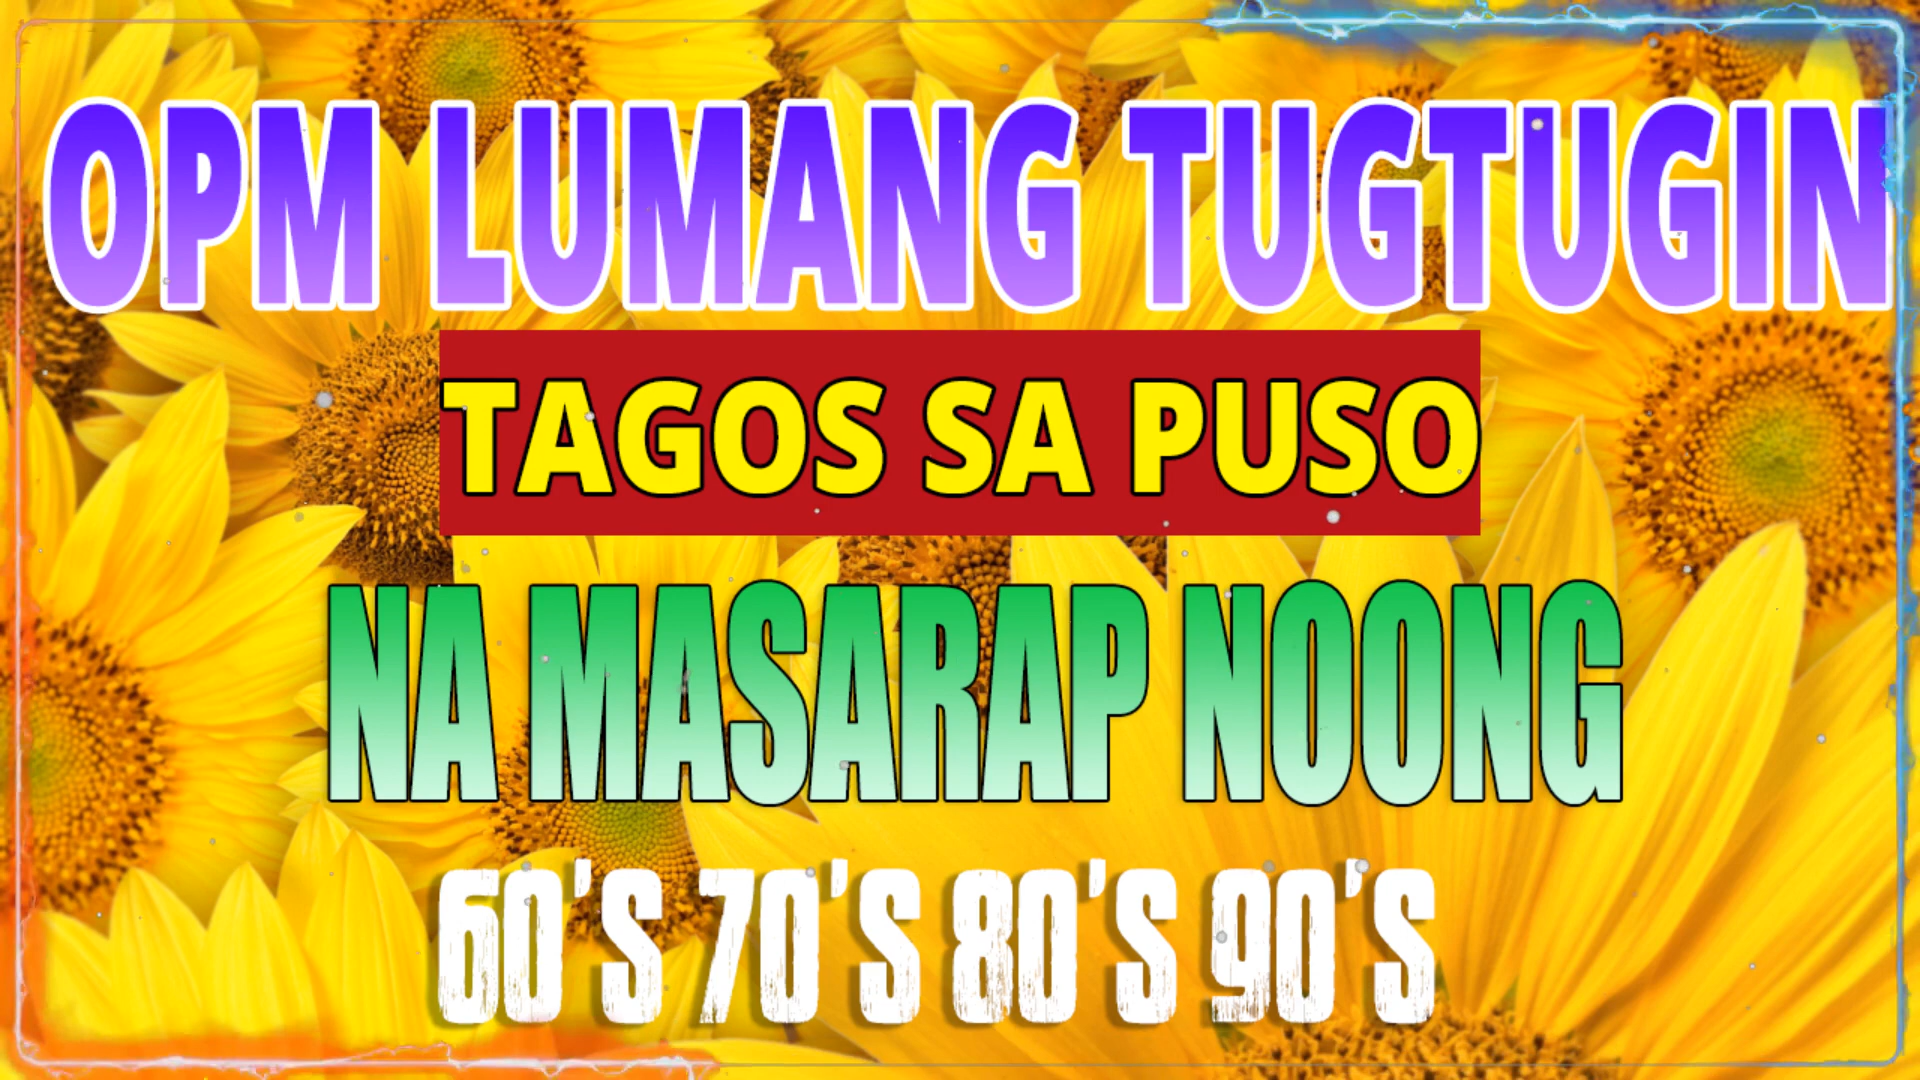 OPM LUMANG TUGTUGIN
TAGOS SA PUSO
NA MASARAP NOONG
60'S 70'S 80'S 90'S